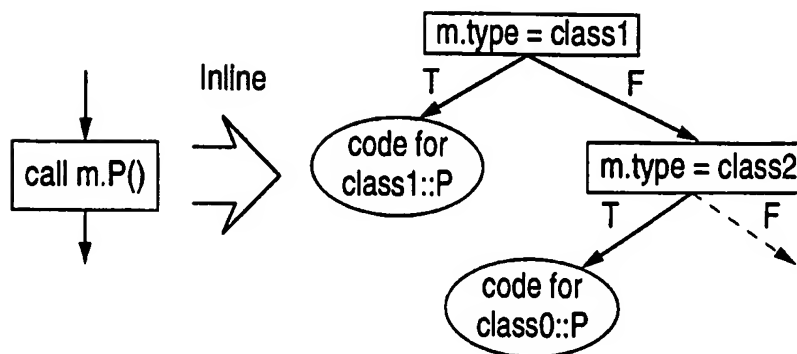 m.type = class1
Inline
T
F
call m.P()
code for
class1::P
m.type = class2
T
F
code for
class0::P